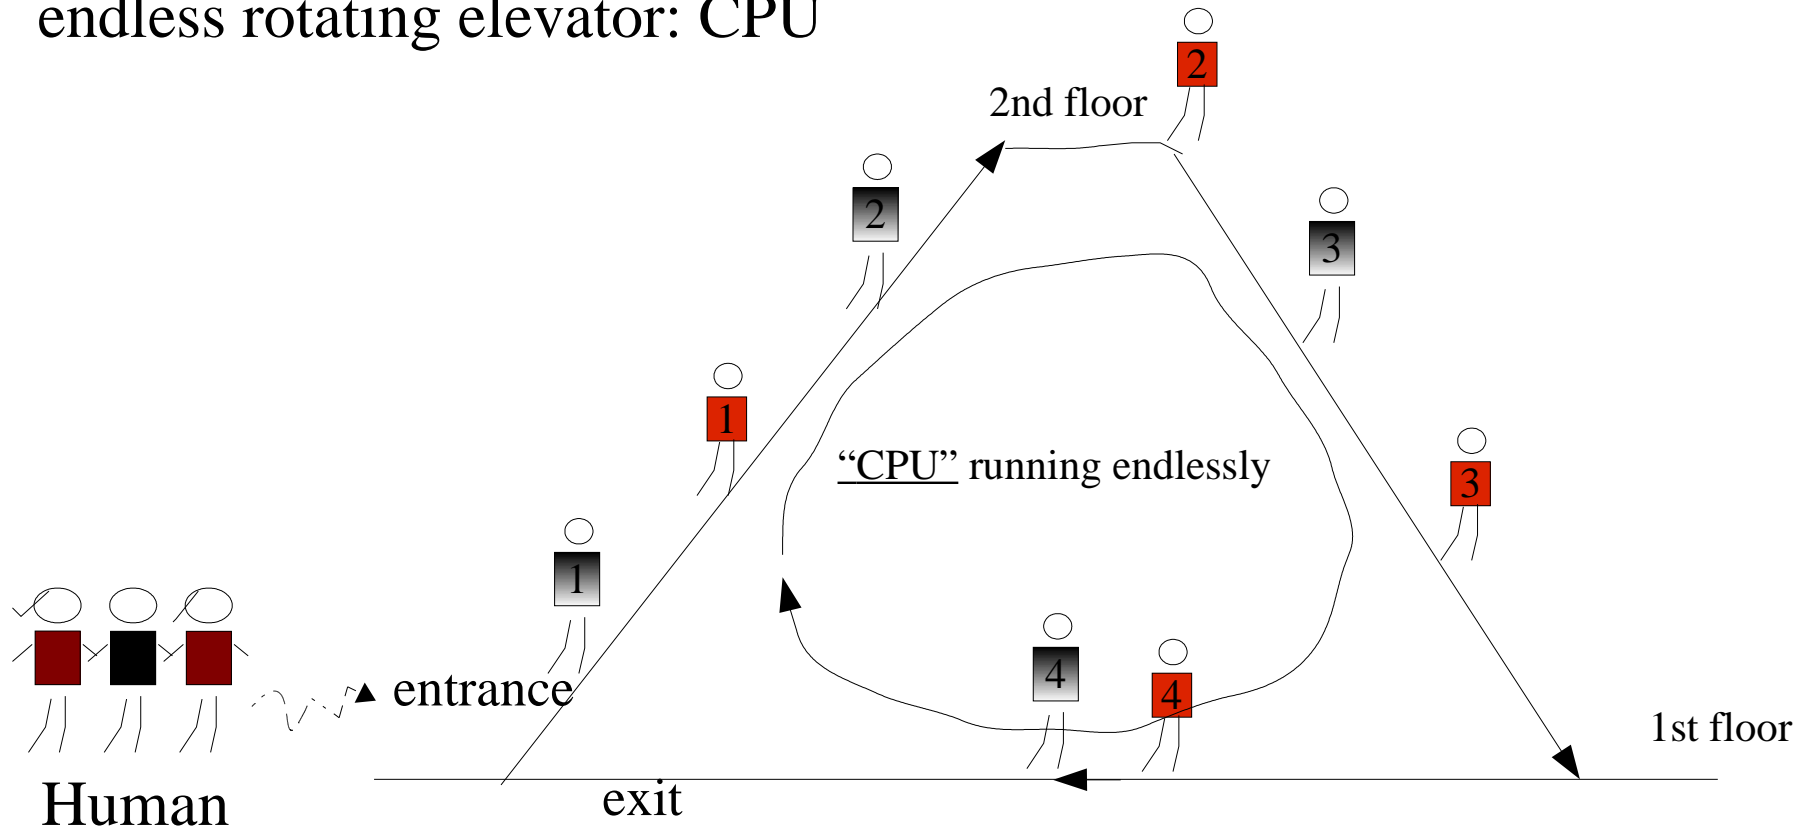 endless rotating elevator: CPU
2
2nd floor
2
3
1
“CPU” running endlessly
3
1
4
4
entrance
1st floor
exit
Human